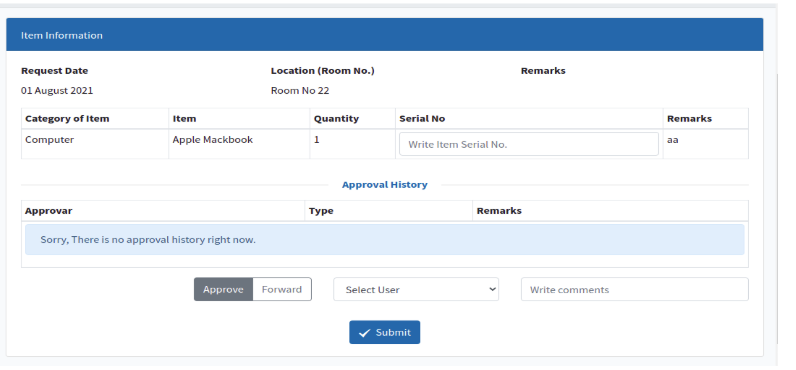 Item Information
Request Date Location (Room No.) Remarks
01 August 2021 Room No 22
Category of Item Item Quantity Serial No Remarks
Computer Apple Mackbook 1 Write Item Serial No. aa
Approval History
Approvar Type Remarks
Sorry, There is no approval history right now.
Approve Forward Select User Write comments
Submit